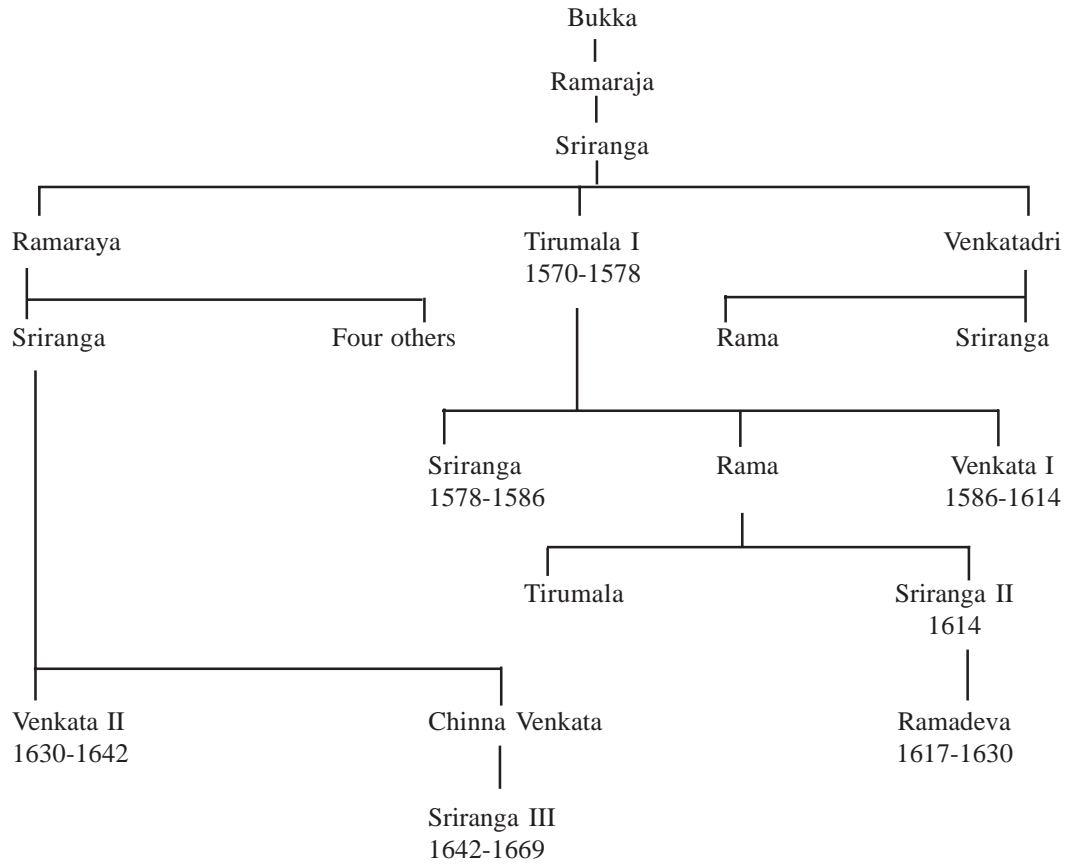 Bukka
Ramaraja
Sriranga
Ramaraya
Tirumala I
1570-1578
Venkatadri
Sriranga
Four others
Rama
Sriranga
Sriranga
1578-1586
Rama
Venkata I
1586-1614
Tirumala
Sriranga II
1614
Venkata II
1630-1642
Chinna Venkata
Ramadeva
1617-1630
Sriranga III
1642-1669